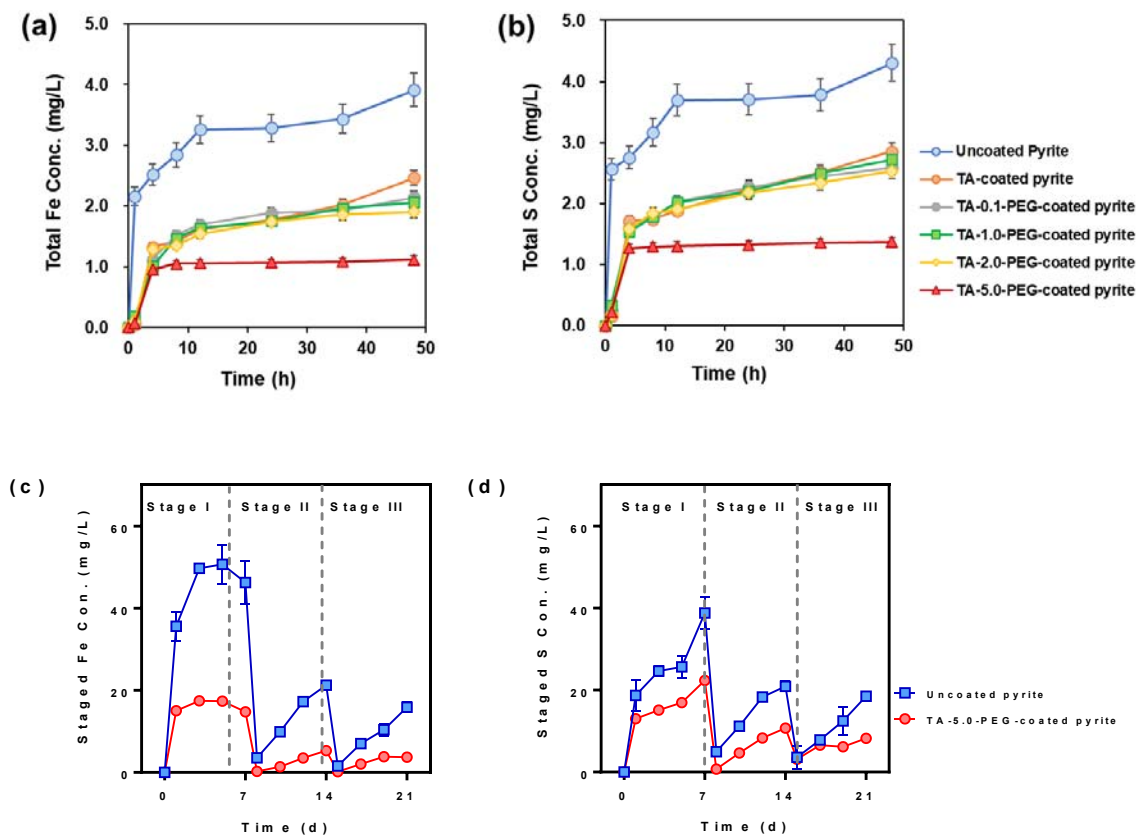 (a)
Total Fe Conc. (mg/L)
5.0
4.0
3.0
2.0
1.0
0.0
0 10 20 30 40 50
Time (h)
(b)
Total S Conc. (mg/L)
5.0
4.0
3.0
2.0
1.0
0.0
0 10 20 30 40 50
Time (h)
Uncoated Pyrite
TA-coated pyrite
TA-0.1-PEG-coated pyrite
TA-1.0-PEG-coated pyrite
TA-2.0-PEG-coated pyrite
TA-5.0-PEG-coated pyrite
(c)
Staged Fe Con. (mg/L)
Stage I Stage II Stage III
60
40
20
0
0 7 14 21
Time (d)
(d)
Staged S Con. (mg/L)
Stage I Stage II Stage III
60
40
20
0
0 7 14 21
Time (d)
Uncoated pyrite
TA-5.0-PEG-coated pyrite